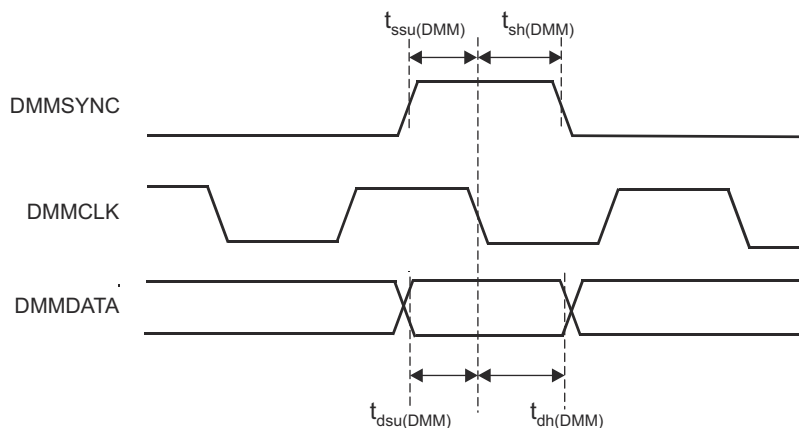 tssu(DMM) tsh(DMM)
DMMSYNC
DMMCLK
DMMDATA
tdsu(DMM) tdh(DMM)